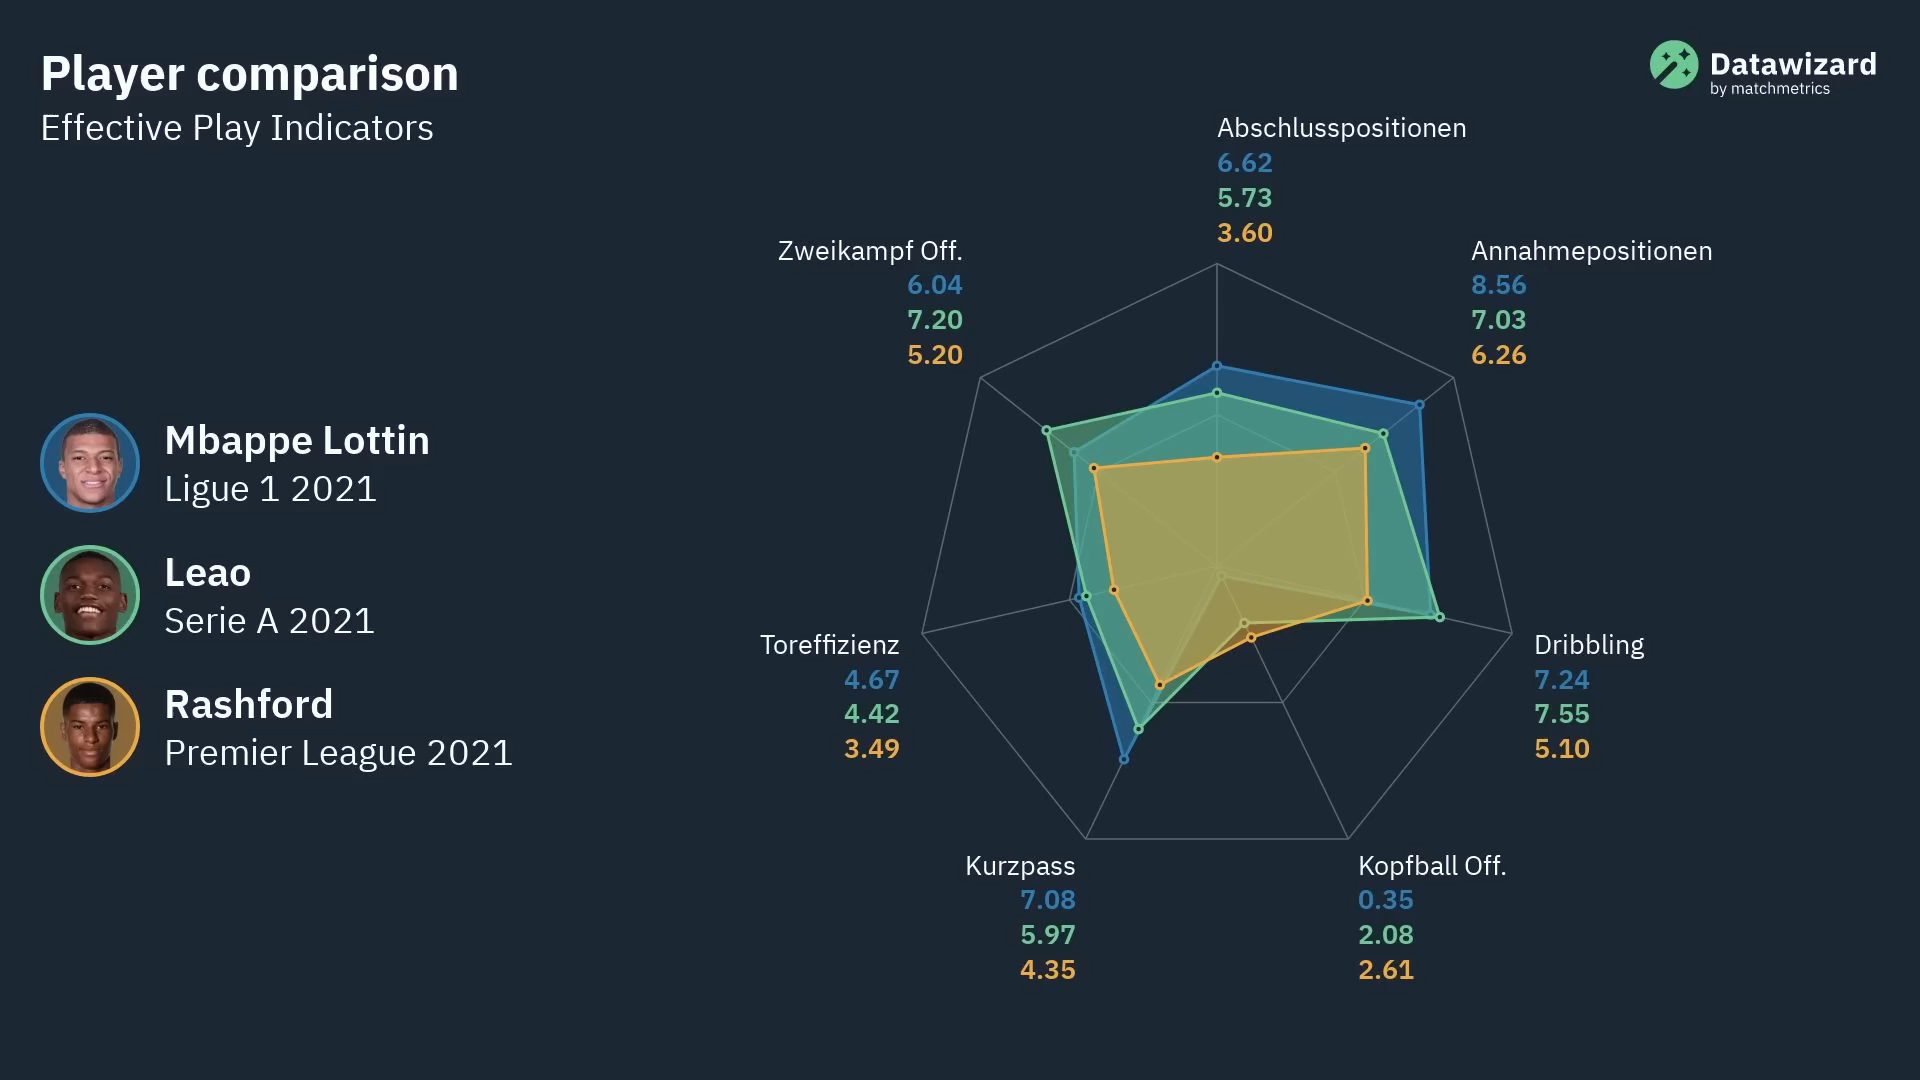 Player comparison
Effective Play Indicators
Datawizard
by matchmetrics
Mbappe Lottin
Ligue 1 2021
Leao
Serie A 2021
Rashford
Premier League 2021
Abschlusspositionen
6.62
5.73
3.60
Annahmepositionen
8.56
7.03
6.26
Dribbling
7.24
7.55
5.10
Kopfball Off.
0.35
2.08
2.61
Kurzpass
7.08
5.97
4.35
Toreffizienz
4.67
4.42
3.49
Zweikampf Off.
6.04
7.20
5.20